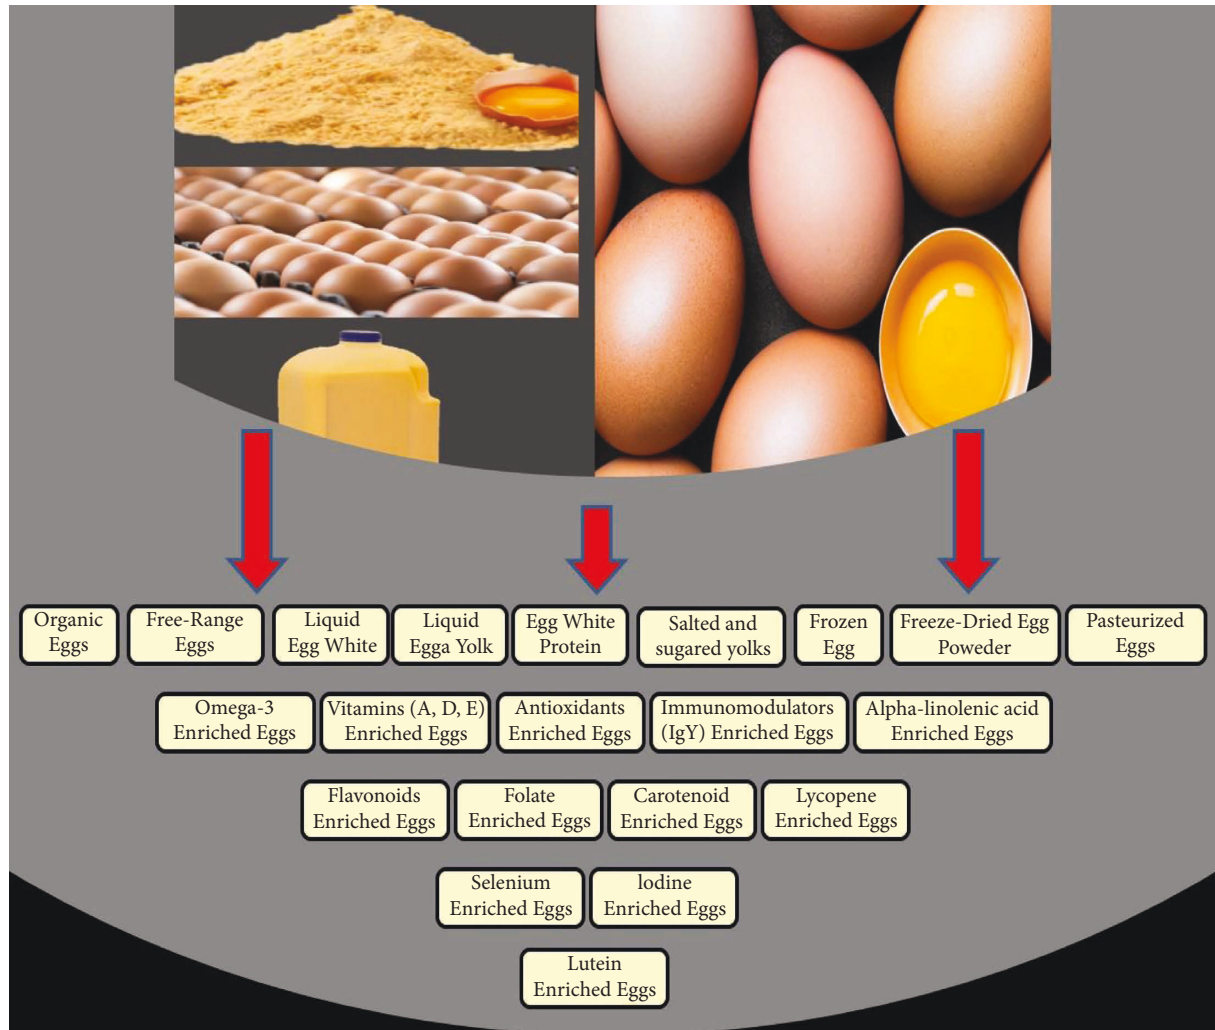 Organic
Eggs
Free-Range
Eggs
Liquid
Egg White
Liquid
Egga Yolk
Egg White
Protein
Salted and
sugared yolks
Frozen
Egg
Freeze-Dried Egg
Poweder
Pasteurized
Eggs
Omega-3
Enriched Eggs
Vitamins (A, D, E)
Enriched Eggs
Antioxidants
Enriched Eggs
Immunomodulators
(IgY) Enriched Eggs
Alpha-linolenic acid
Enriched Eggs
Flavonoids
Enriched Eggs
Folate
Enriched Eggs
Carotenoid
Enriched Eggs
Lycopene
Enriched Eggs
Selenium
Enriched Eggs
lodine
Enriched Eggs
Lutein
Enriched Eggs